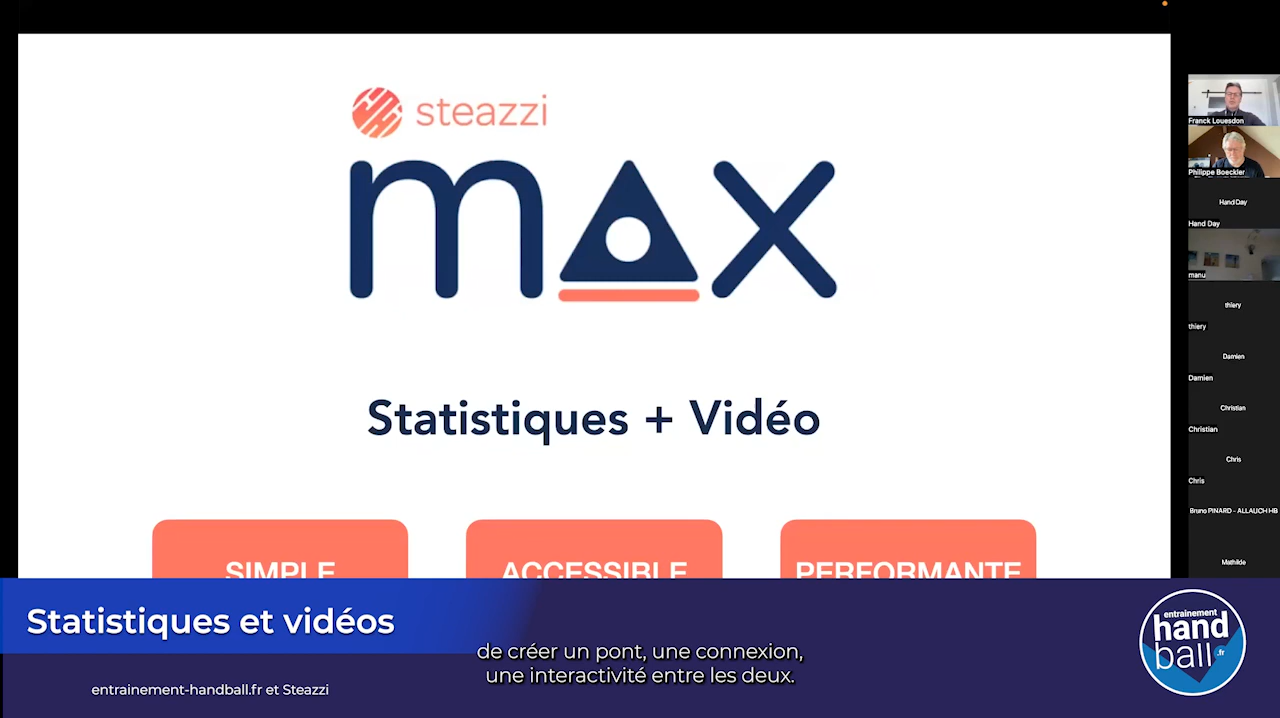 steazzi
max
Statistiques + Vidéo
SIMPLE
ACCESSIBLE
PERFORMANTE
Franck Louesdon
Philippe Boeckler
Hand Day
Hand Day
manu
thiery
thiery
Damien
Damien
Christian
Christian
Chris
Chris
Bruno PINARD - ALLAUCH HB
Mathilde
Statistiques et vidéos
de créer un pont, une connexion,
une interactivité entre les deux.
entrainement-handball.fr et Steazzi
entrainement
hand
ball
.fr